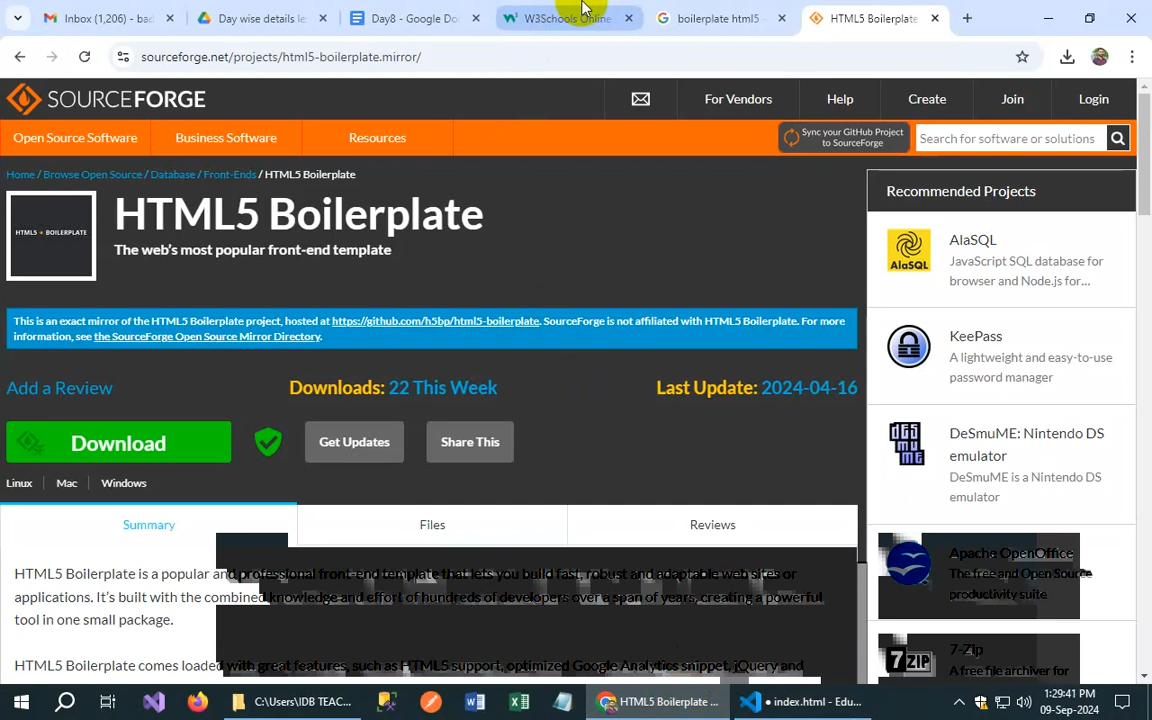 Inbox (1,206) - bad
Day wise details le
Day8 - Google Do
W3Schools Online
boilerplate html5 -
HTML5 Boilerplate
sourceforge.net/projects/html5-boilerplate.mirror/
SOURCEFORGE
For Vendors
Help
Create
Join
Login
Open Source Software
Business Software
Resources
Sync your GitHub Project
to SourceForge
Search for software or solutions
Home / Browse Open Source / Database / Front-Ends / HTML5 Boilerplate
HTML5 ★ BOILERPLATE
HTML5 Boilerplate
The web's most popular front-end template
This is an exact mirror of the HTML5 Boilerplate project, hosted at https://github.com/h5bp/html5-boilerplate. SourceForge is not affiliated with HTML5 Boilerplate. For more
information, see the SourceForge Open Source Mirror Directory.
Add a Review
Downloads: 22 This Week
Last Update: 2024-04-16
Download
Get Updates
Share This
Linux
Mac
Windows
Summary
Files
Reviews
HTML5 Boilerplate is a popular and professional front-end template that lets you build fast, robust and adaptable web sites or
applications. It's built with the combined knowledge and effort of hundreds of developers over a span of years, creating a powerful
tool in one small package.
HTML5 Boilerplate comes loaded with great features, such as HTML5 support, optimized Google Analytics snippet, jQuery and
Recommended Projects
AlaSQL
AlaSQL
JavaScript SQL database for
browser and Node.js for...
KeePass
A lightweight and easy-to-use
password manager
DeSmuME: Nintendo DS
emulator
DeSmuME is a Nintendo DS
emulator
Apache OpenOffice
The free and Open Source
productivity suite
7ZIP
7-Zip
A free file archiver for
C:\Users\IDB TEAC...
HTML5 Boilerplate ...
● index.html - Edu...
1:29:41 PM
09-Sep-2024